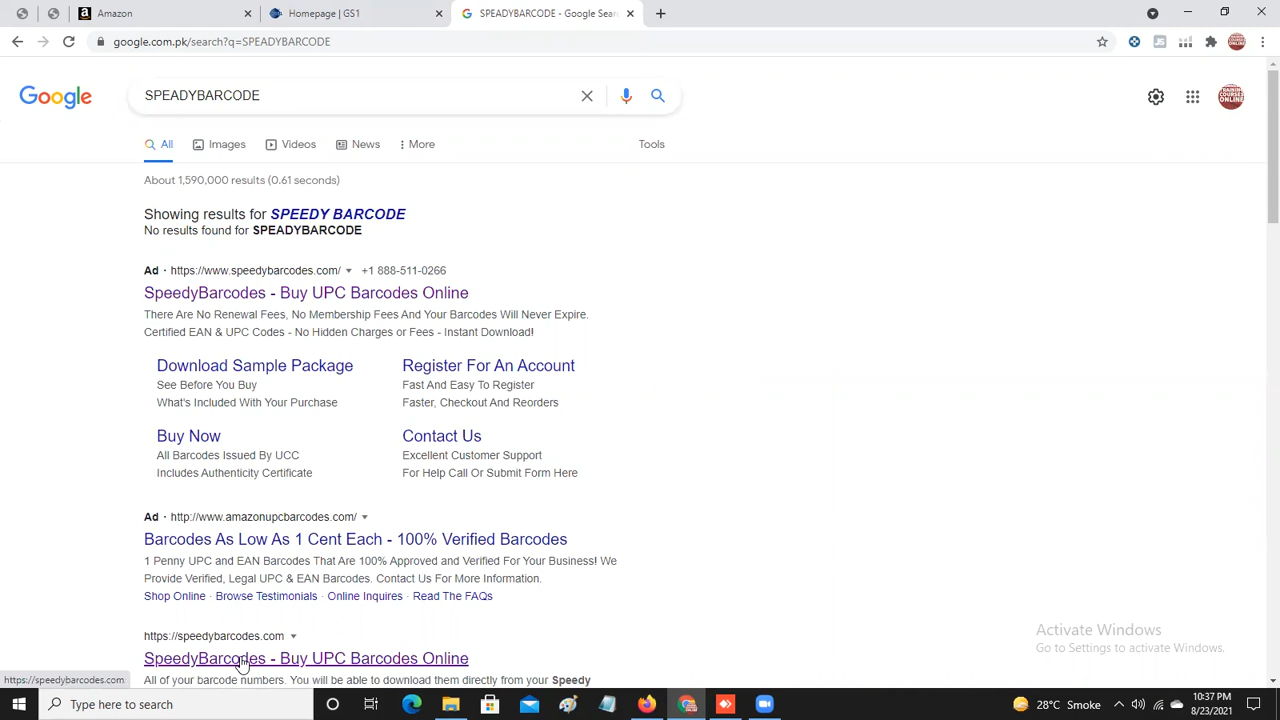 Amazon
Homepage | GS1
SPEADYBARCODE - Google Sear
google.com.pk/search?q=SPEADYBARCODE
Google
SPEADYBARCODE
TRAINING COURSES ONLINE
All
Images
Videos
News
More
Tools
About 1,590,000 results (0.61 seconds)
Showing results for SPEEDY BARCODE
No results found for SPEADYBARCODE
Ad · https://www.speedybarcodes.com/ +1 888-511-0266
SpeedyBarcodes - Buy UPC Barcodes Online
There Are No Renewal Fees, No Membership Fees And Your Barcodes Will Never Expire.
Certified EAN & UPC Codes - No Hidden Charges or Fees - Instant Download!
Download Sample Package
See Before You Buy
What's Included With Your Purchase
Register For An Account
Fast And Easy To Register
Faster, Checkout And Reorders
Buy Now
All Barcodes Issued By UCC
Includes Authenticity Certificate
Contact Us
Excellent Customer Support
For Help Call Or Submit Form Here
Ad · http://www.amazonupcbarcodes.com/
Barcodes As Low As 1 Cent Each - 100% Verified Barcodes
1 Penny UPC and EAN Barcodes That Are 100% Approved and Verified For Your Business! We
Provide Verified, Legal UPC & EAN Barcodes. Contact Us For More Information.
Shop Online · Browse Testimonials · Online Inquires · Read The FAQs
https://speedybarcodes.com
SpeedyBarcodes - Buy UPC Barcodes Online
All of your barcode numbers. You will be able to download them directly from your Speedy
Activate Windows
Go to Settings to activate Windows.
https://speedybarcodes.com
Type here to search
28°C Smoke
10:37 PM
8/23/2021